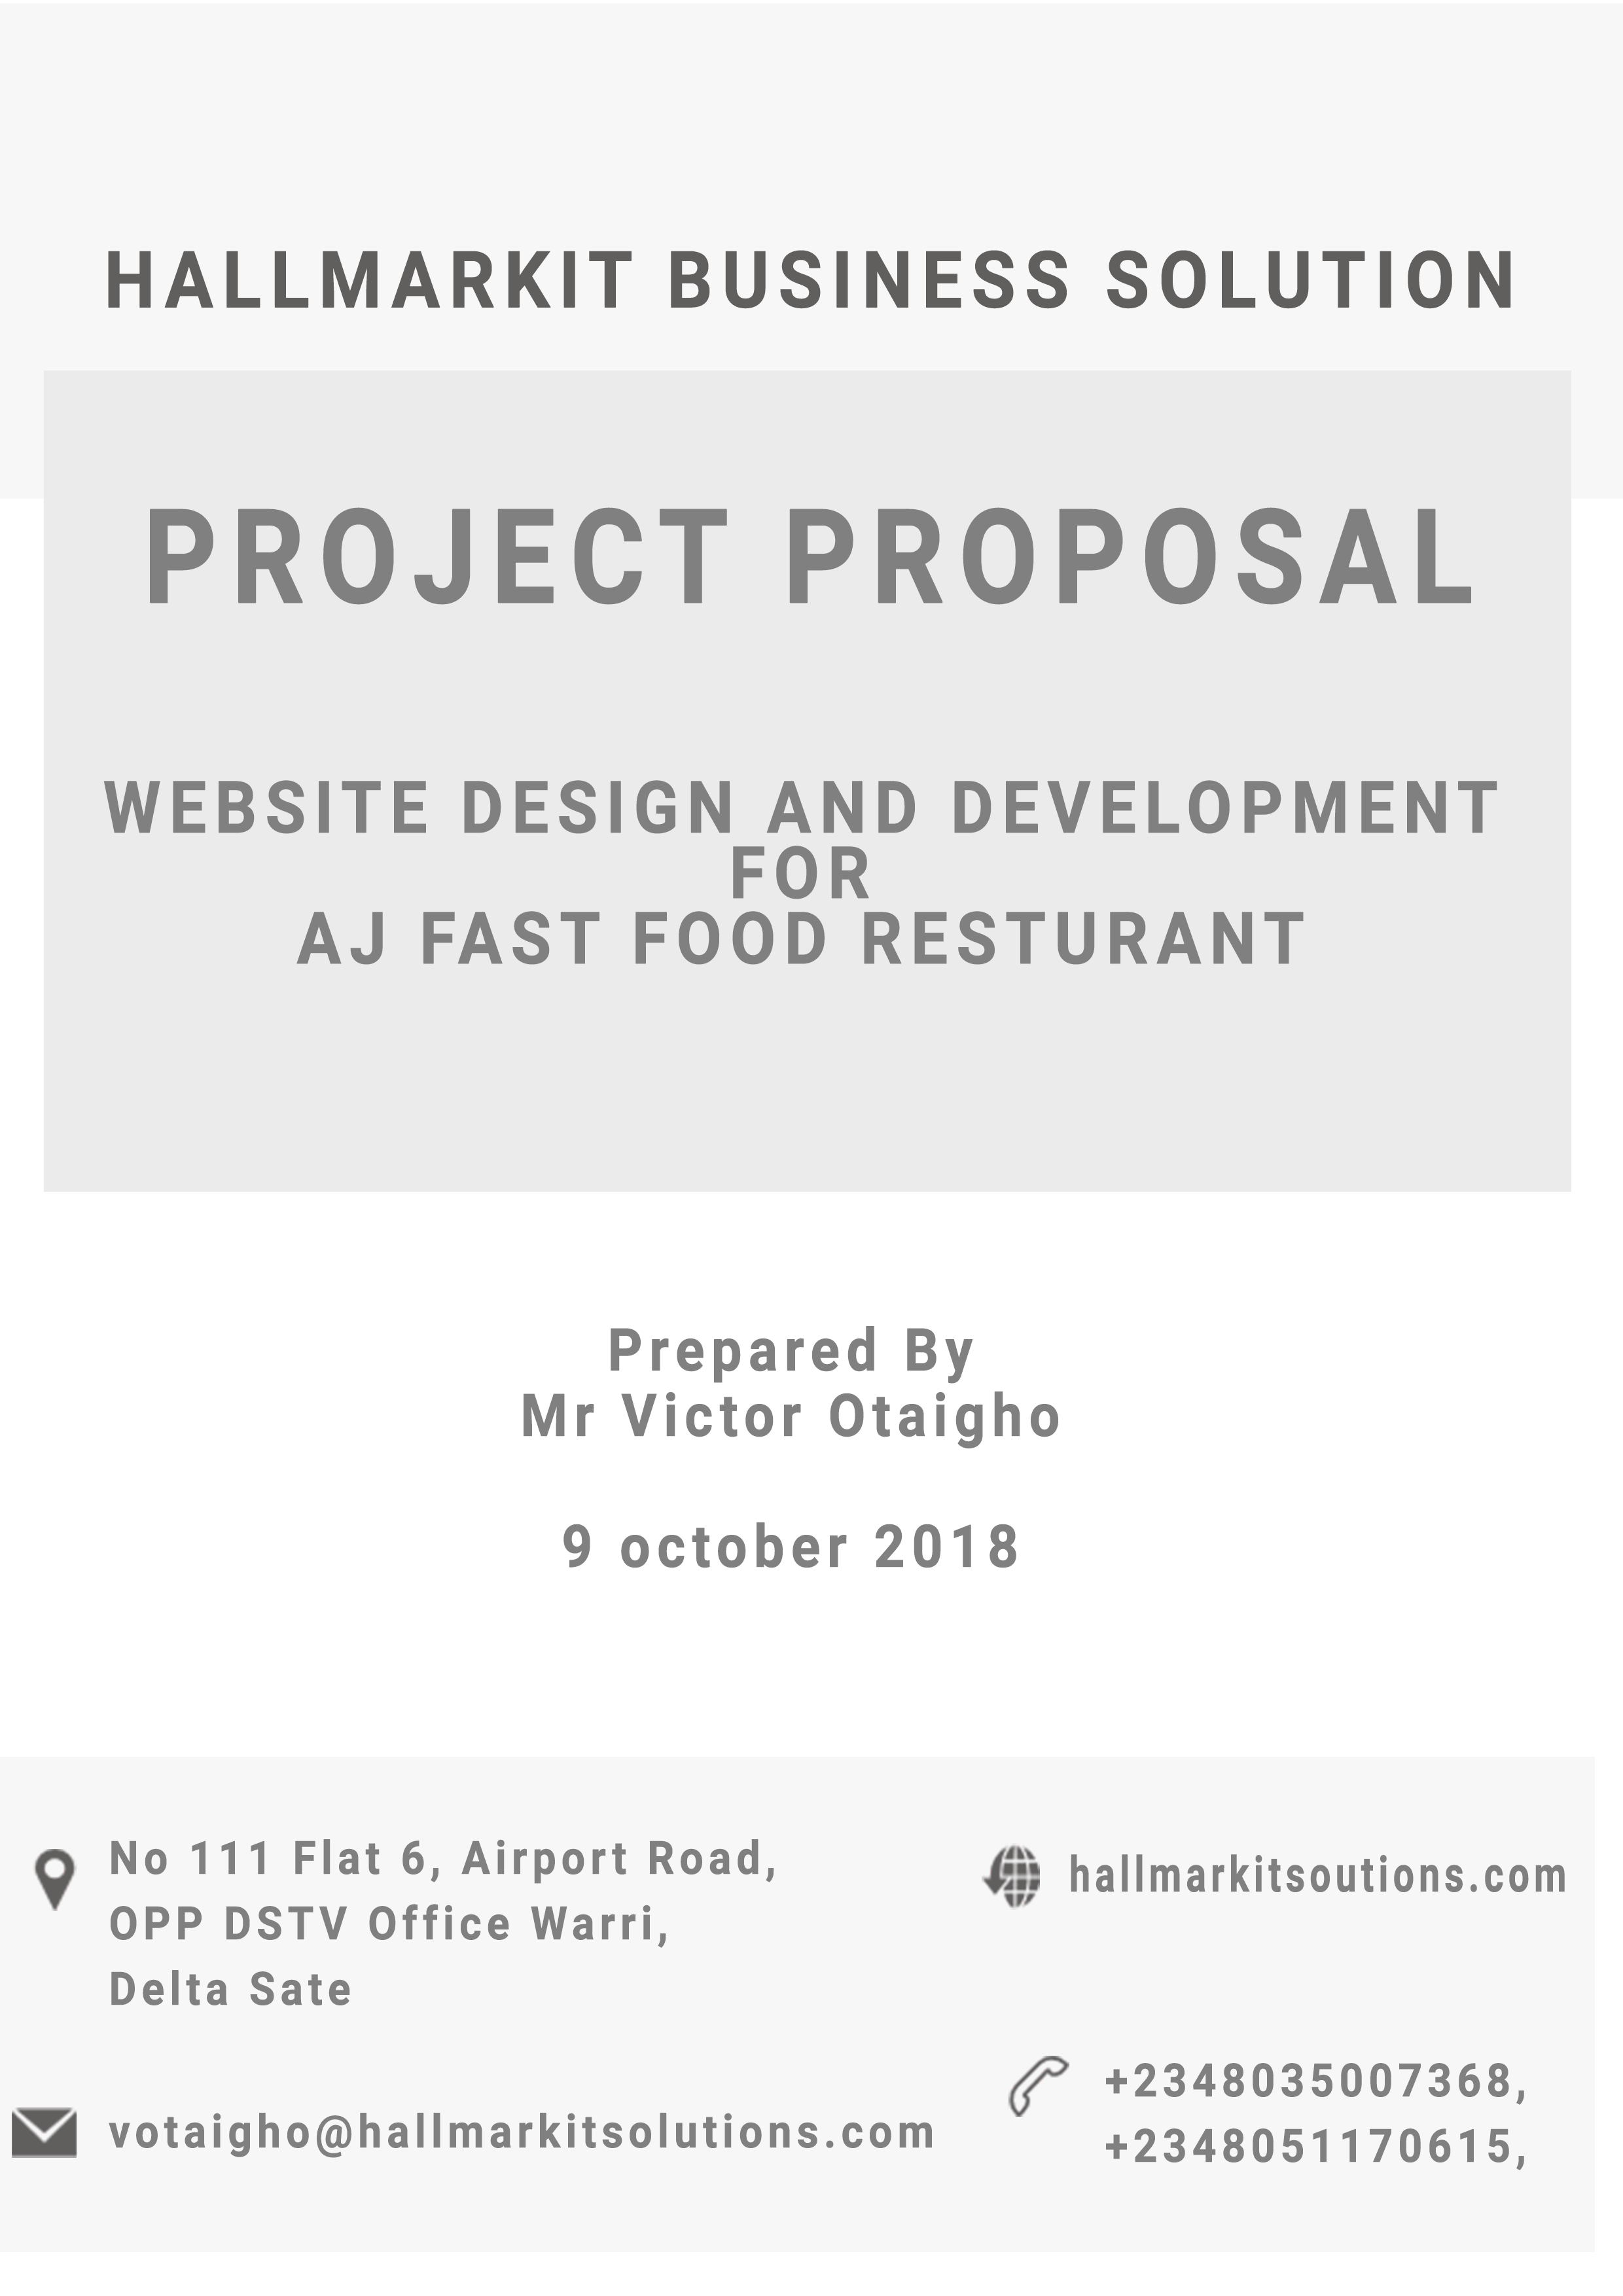 HALLMARKIT BUSINESS SOLUTION
PROJECT PROPOSAL
WEBSITE DESIGN AND DEVELOPMENT
FOR
AJ FAST FOOD RESTURANT
Prepared By
Mr Victor Otaigho
9 october 2018
No 111 Flat 6, Airport Road,
OPP DSTV Office Warri,
Delta Sate
votaigho@hallmarkitsolutions.com
hallmarkitsoutions.com
+2348035007368,
+2348051170615,